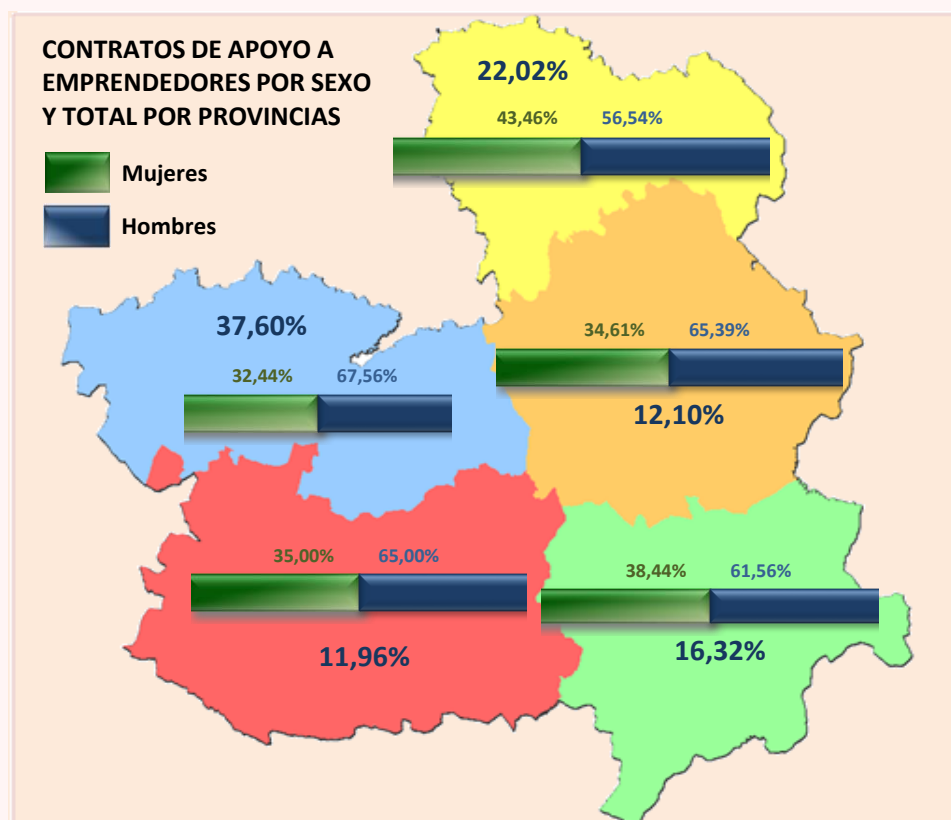 CONTRATOS DE APOYO A
EMPRENDEDORES POR SEXO
Y TOTAL POR PROVINCIAS
Mujeres
Hombres
22,02%
43,46% 56,54%
37,60%
32,44% 67,56%
34,61% 65,39%
12,10%
35,00% 65,00%
11,96%
38,44% 61,56%
16,32%